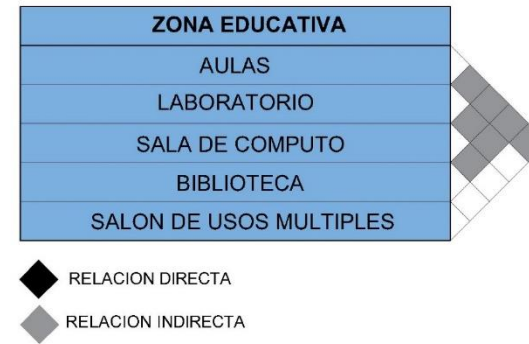 ZONA EDUCATIVA
AULAS
LABORATORIO
SALA DE COMPUTO
BIBLIOTECA
SALON DE USOS MULTIPLES
RELACION DIRECTA
RELACION INDIRECTA